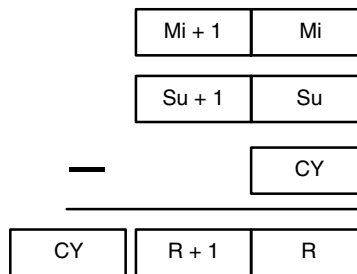 Mi + 1 Mi
Su + 1 Su
— CY
CY R + 1 R